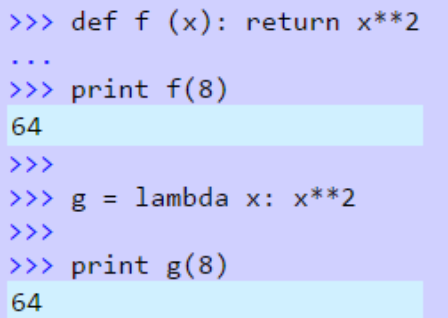 >>> def f (x): return x**2
...
>>> print f(8)
64
>>>
>>> g = lambda x: x**2
>>>
>>> print g(8)
64